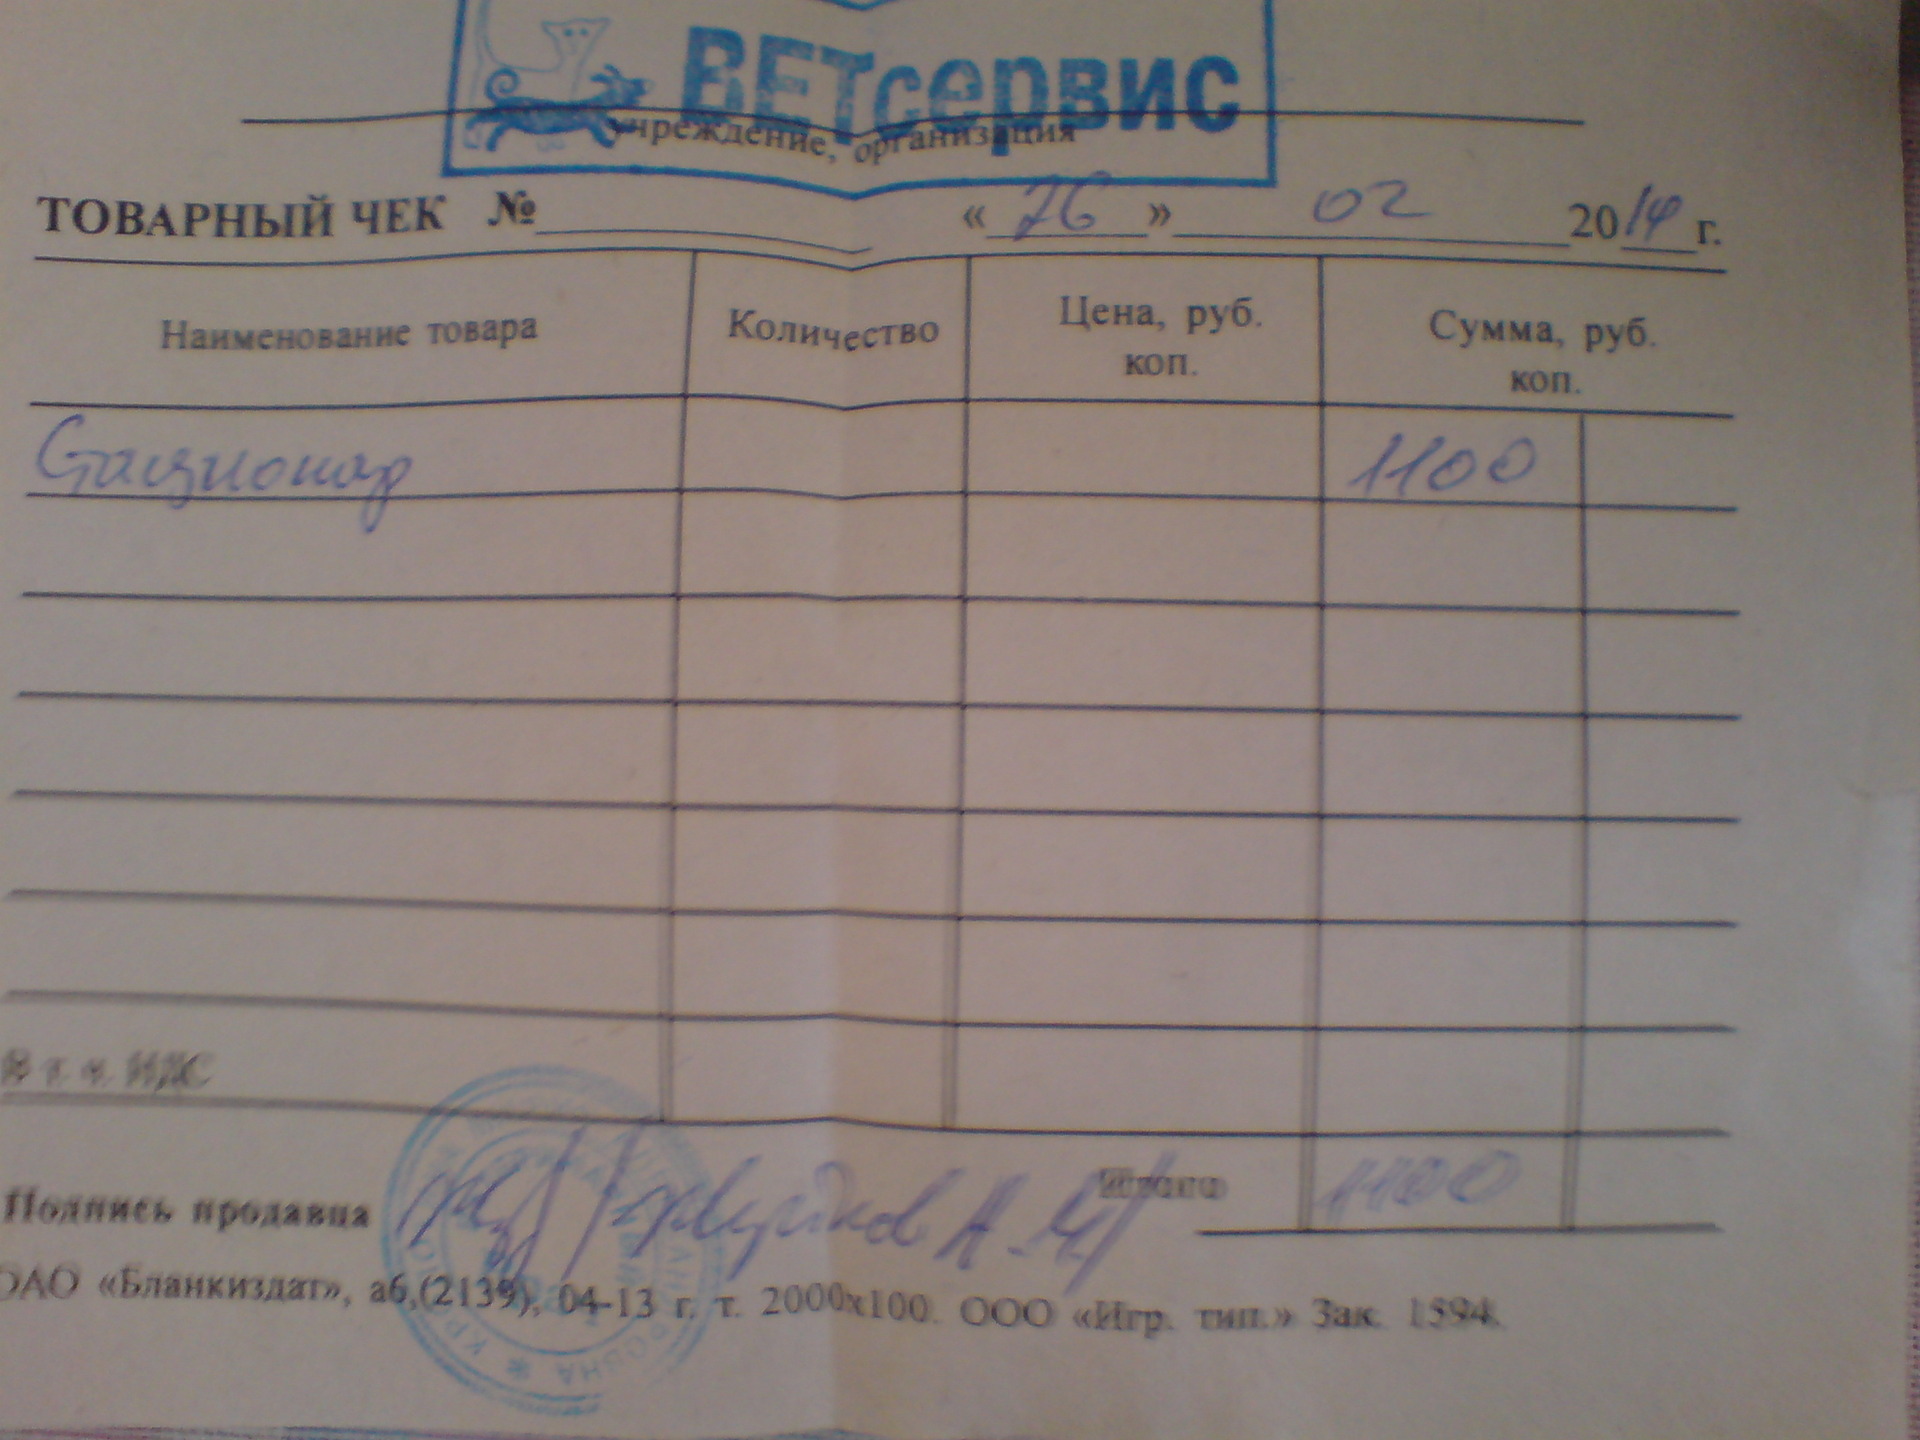 ВЕТсервис
учреждение, организация
ТОВАРНЫЙ ЧЕК № « 26 » 02 2014 г.
Наименование товара Количество Цена, руб. коп. Сумма, руб. коп.
Стационар 1100
В т. ч. НДС
Итого 1100
Подпись продавца
ОАО «Бланкиздат», а6,(2139), 04-13 г. т. 2000х100. ООО «Игр. тип.» Зак. 1594.